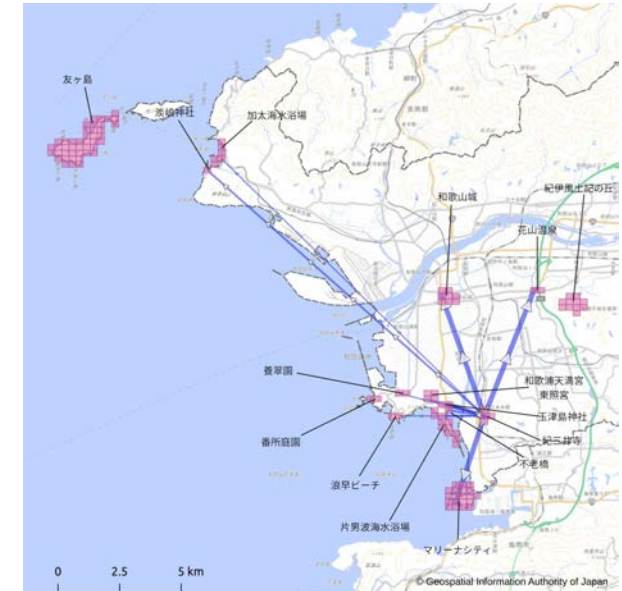 友ヶ島
淡嶋神社
加太海水浴場
和歌山城
紀伊風土記の丘
花山温泉
養翠園
和歌浦天満宮
東照宮
玉津島神社
紀三井寺
番所庭園
不老橋
浪早ビーチ
片男波海水浴場
マリーナシティ
0 2.5 5 km
© Geospatial Information Authority of Japan